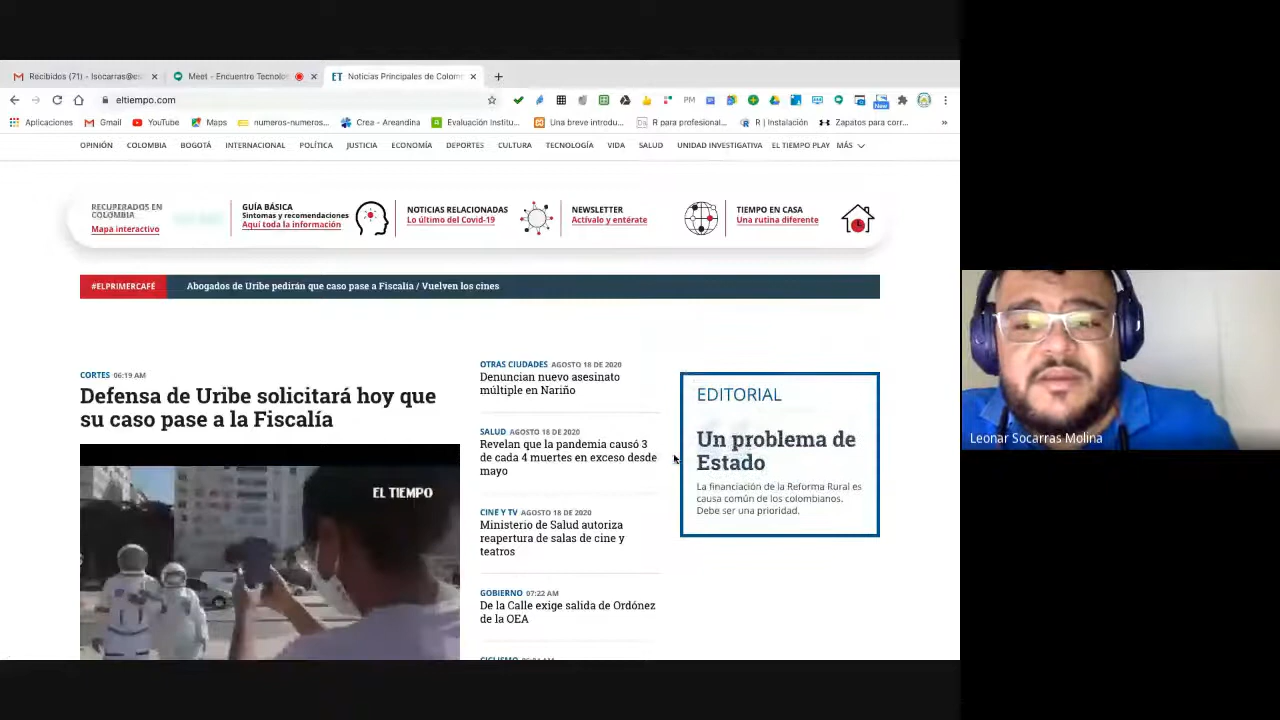 Recibidos (71) - lsocarras@cs
Meet - Encuentro Tecnolo
ET Noticias Principales de Colom
eltiempo.com
PM
New
Aplicaciones Gmail YouTube Maps numeros-numeros... Crea - Areandina Evaluación Institu... Una breve introdu... R para profesional... R | Instalación Zapatos para corr... »
OPINIÓN COLOMBIA BOGOTÁ INTERNACIONAL POLÍTICA JUSTICIA ECONOMÍA DEPORTES CULTURA TECNOLOGÍA VIDA SALUD UNIDAD INVESTIGATIVA EL TIEMPO PLAY MÁS
RECUPERADOS EN
COLOMBIA
Mapa interactivo
GUÍA BÁSICA
Síntomas y recomendaciones
Aquí toda la información
NOTICIAS RELACIONADAS
Lo último del Covid-19
NEWSLETTER
Actívalo y entérate
TIEMPO EN CASA
Una rutina diferente
#ELPRIMERCAFÉ
Abogados de Uribe pedirán que caso pase a Fiscalía / Vuelven los cines
CORTES 06:19 AM
Defensa de Uribe solicitará hoy que
su caso pase a la Fiscalía
EL TIEMPO
OTRAS CIUDADES AGOSTO 18 DE 2020
Denuncian nuevo asesinato
múltiple en Nariño
SALUD AGOSTO 18 DE 2020
Revelan que la pandemia causó 3
de cada 4 muertes en exceso desde
mayo
CINE Y TV AGOSTO 18 DE 2020
Ministerio de Salud autoriza
reapertura de salas de cine y
teatros
GOBIERNO 07:22 AM
De la Calle exige salida de Ordónez
de la OEA
EDITORIAL
Un problema de
Estado
La financiación de la Reforma Rural es
causa común de los colombianos.
Debe ser una prioridad.
Leonar Socarras Molina